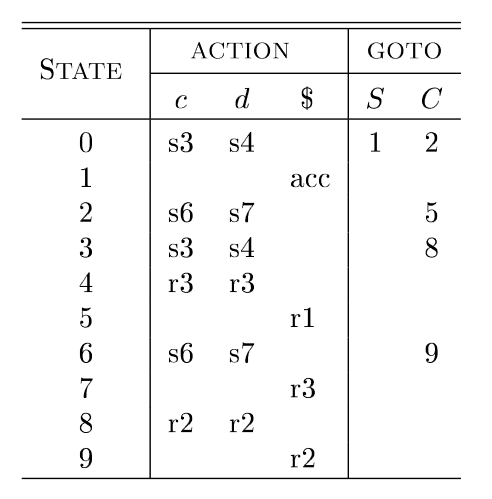 STATE ACTION GOTO
c d $ S C
0 s3 s4 1 2
1 acc
2 s6 s7 5
3 s3 s4 8
4 r3 r3
5 r1
6 s6 s7 9
7 r3
8 r2 r2
9 r2